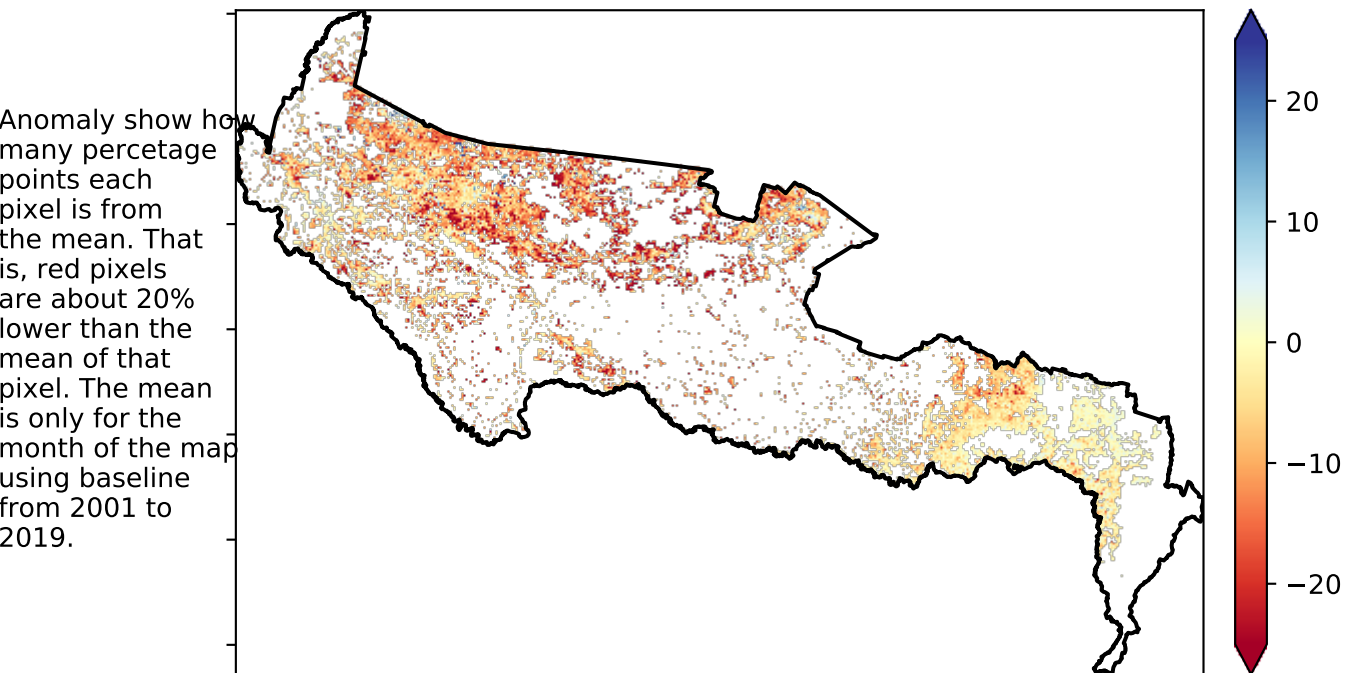 Anomaly show how
many percetage
points each
pixel is from
the mean. That
is, red pixels
are about 20%
lower than the
mean of that
pixel. The mean
is only for the
month of the map
using baseline
from 2001 to
2019.
20
10
0
−10
−20